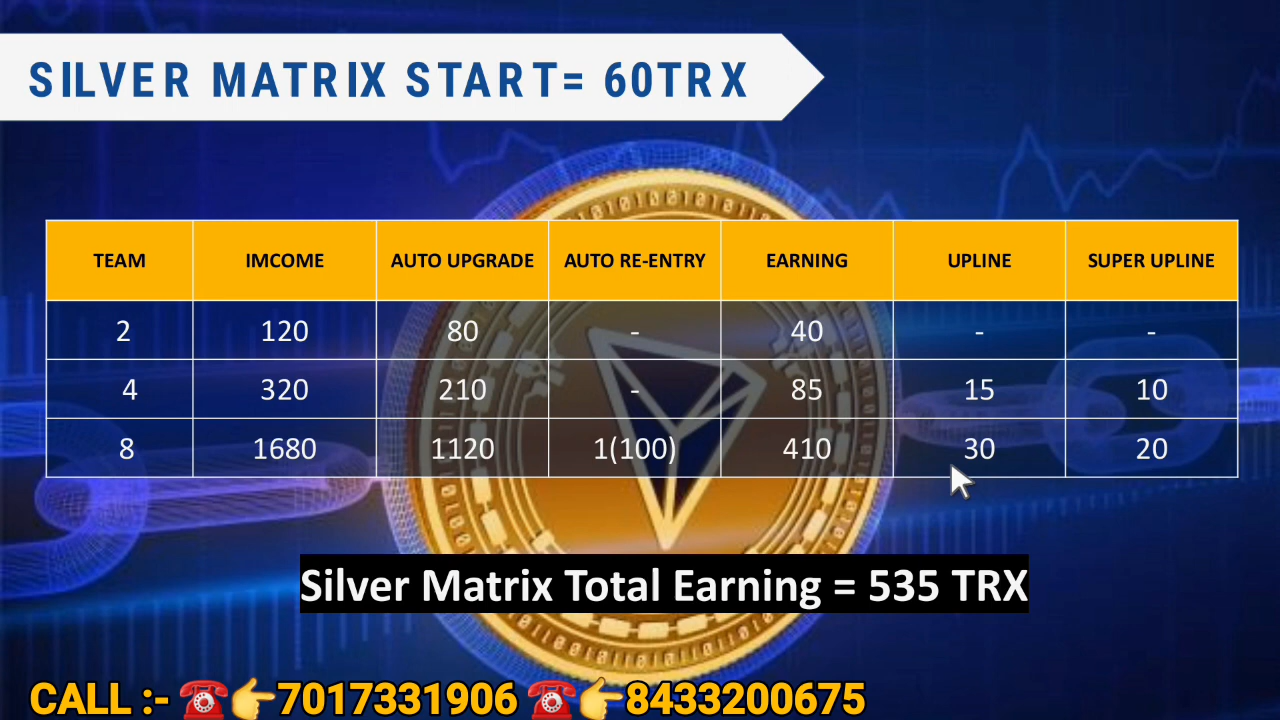 SILVER MATRIX START= 60TRX
TEAM IMCOME AUTO UPGRADE AUTO RE-ENTRY EARNING UPLINE SUPER UPLINE
2 120 80 - 40 - -
4 320 210 - 85 15 10
8 1680 1120 1(100) 410 30 20
Silver Matrix Total Earning = 535 TRX
CALL :- ☎️👉7017331906 ☎️👉8433200675